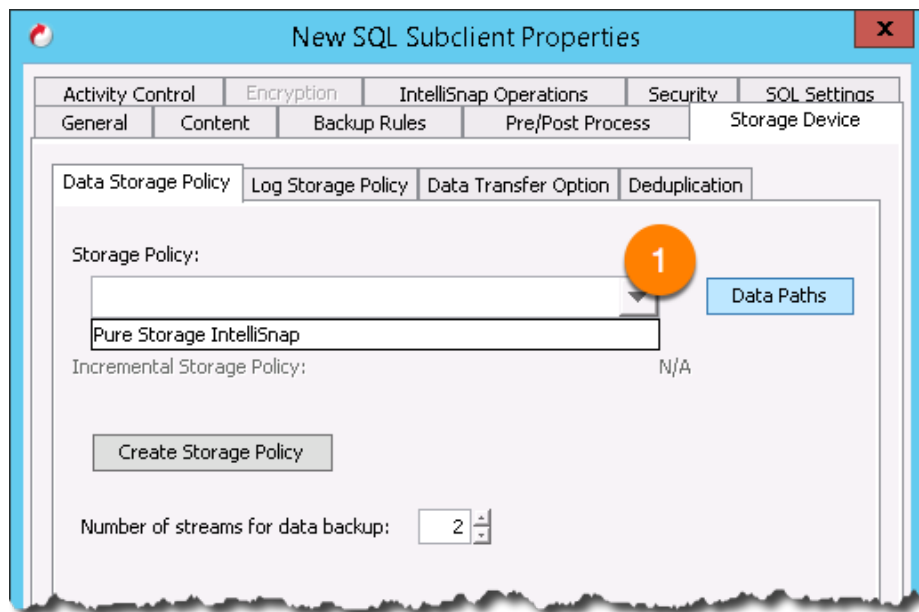 New SQL Subclient Properties
x
Activity Control Encryption IntelliSnap Operations Security SQL Settings
General Content Backup Rules Pre/Post Process Storage Device
Data Storage Policy Log Storage Policy Data Transfer Option Deduplication
Storage Policy:
1
Data Paths
Pure Storage IntelliSnap
Incremental Storage Policy: N/A
Create Storage Policy
Number of streams for data backup: 2